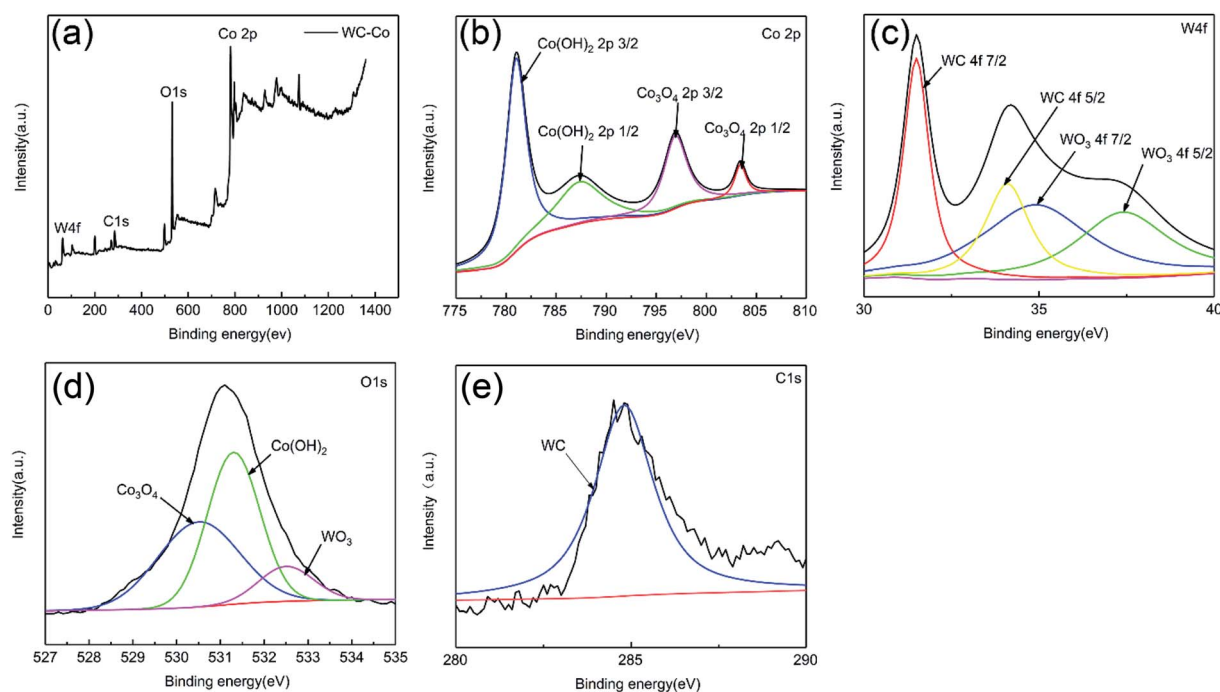 (a)
WC-Co
Co 2p
O1s
W4f
C1s
Intensity(a.u.)
0 200 400 600 800 1000 1200 1400
Binding energy(ev)
(b)
Co 2p
Co(OH)2 2p 3/2
Co3O4 2p 3/2
Co(OH)2 2p 1/2
Co3O4 2p 1/2
Intensity(a.u.)
775 780 785 790 795 800 805 810
Binding energy(eV)
(c)
W4f
WC 4f 7/2
WC 4f 5/2
WO3 4f 7/2
WO3 4f 5/2
Intensity(a.u.)
30 35 40
Binding energy(eV)
(d)
O1s
Co(OH)2
Co3O4
WO3
Intensity(a.u.)
527 528 529 530 531 532 533 534 535
Binding energy(eV)
(e)
C1s
WC
Intensity (a.u.)
280 285 290
Binding energy(eV)